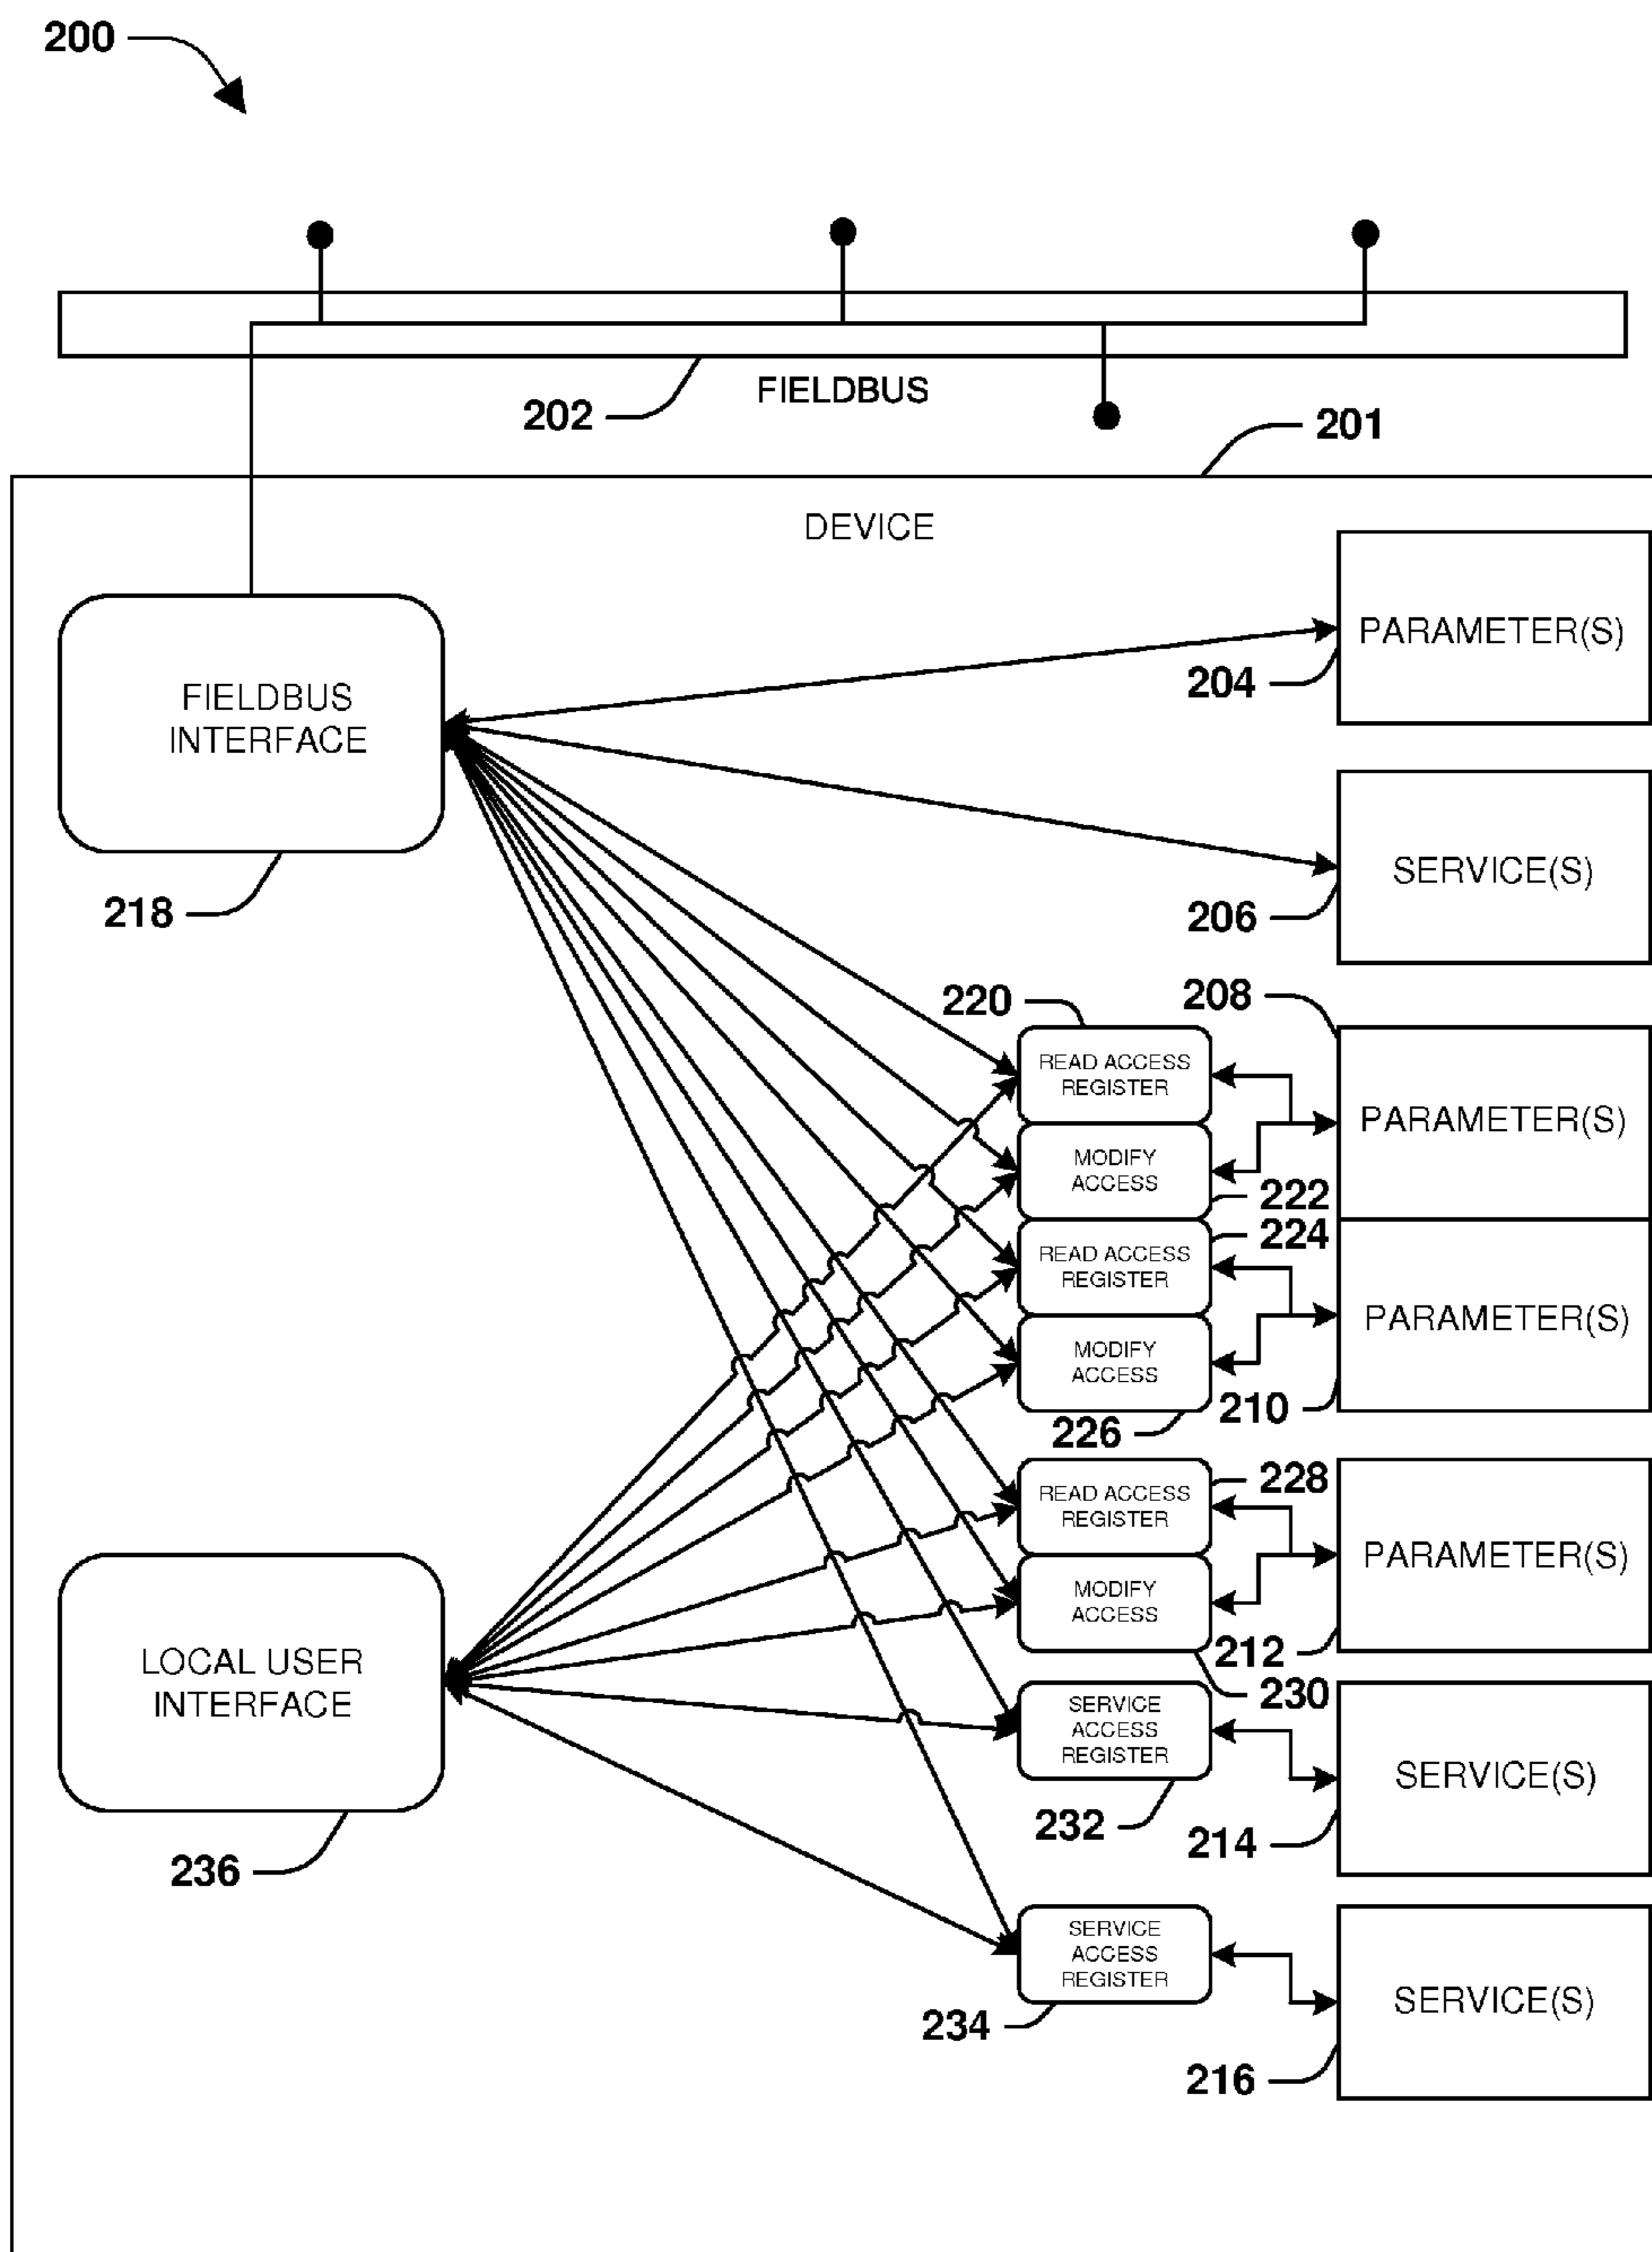 200
FIELDBUS
202
201
DEVICE
PARAMETER(S)
204
FIELDBUS
INTERFACE
218
SERVICE(S)
206
220
208
READ ACCESS
REGISTER
PARAMETER(S)
MODIFY
ACCESS
222
224
READ ACCESS
REGISTER
PARAMETER(S)
MODIFY
ACCESS
210
226
228
READ ACCESS
REGISTER
PARAMETER(S)
MODIFY
ACCESS
212
230
LOCAL USER
INTERFACE
236
SERVICE
ACCESS
REGISTER
SERVICE(S)
232
214
SERVICE
ACCESS
REGISTER
SERVICE(S)
234
216